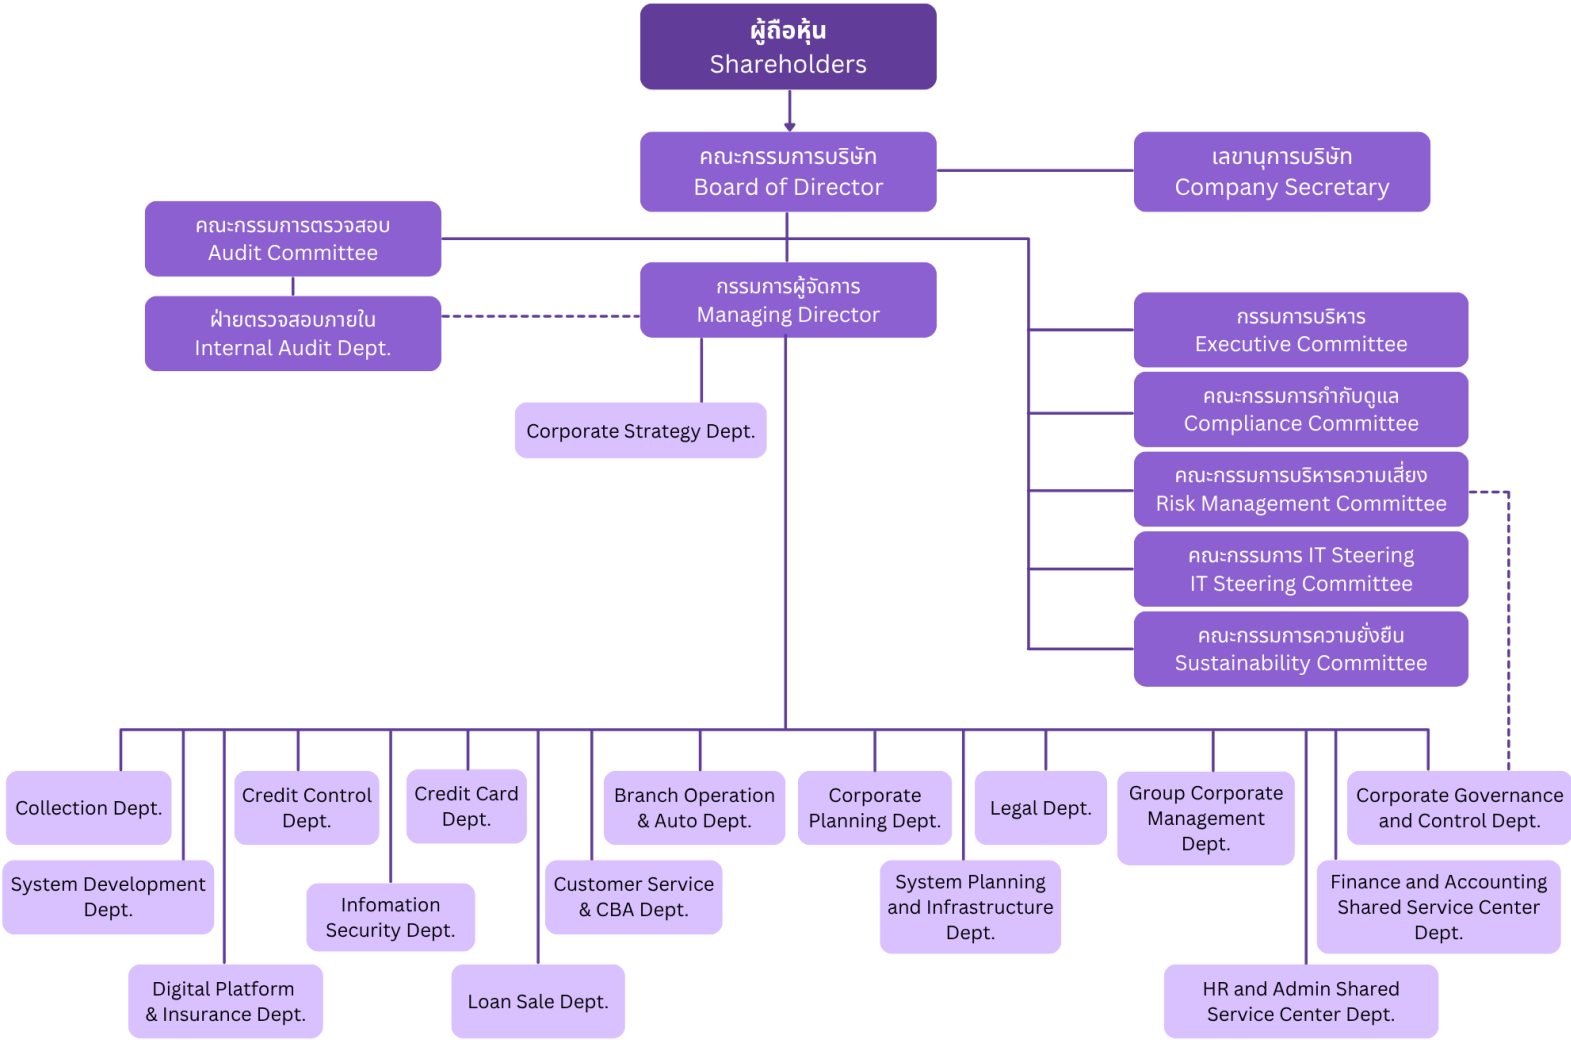 ผู้ถือหุ้น
Shareholders
คณะกรรมการบริษัท
Board of Director
เลขานุการบริษัท
Company Secretary
คณะกรรมการตรวจสอบ
Audit Committee
กรรมการผู้จัดการ
Managing Director
ฝ่ายตรวจสอบภายใน
Internal Audit Dept.
กรรมการบริหาร
Executive Committee
คณะกรรมการกำกับดูแล
Compliance Committee
Corporate Strategy Dept.
คณะกรรมการบริหารความเสี่ยง
Risk Management Committee
คณะกรรมการ IT Steering
IT Steering Committee
คณะกรรมการความยั่งยืน
Sustainability Committee
Collection Dept.
Credit Control
Dept.
Credit Card
Dept.
Branch Operation
& Auto Dept.
Corporate
Planning Dept.
Legal Dept.
Group Corporate
Management
Dept.
Corporate Governance
and Control Dept.
System Development
Dept.
Infomation
Security Dept.
Customer Service
& CBA Dept.
System Planning
and Infrastructure
Dept.
Finance and Accounting
Shared Service Center
Dept.
Digital Platform
& Insurance Dept.
Loan Sale Dept.
HR and Admin Shared
Service Center Dept.